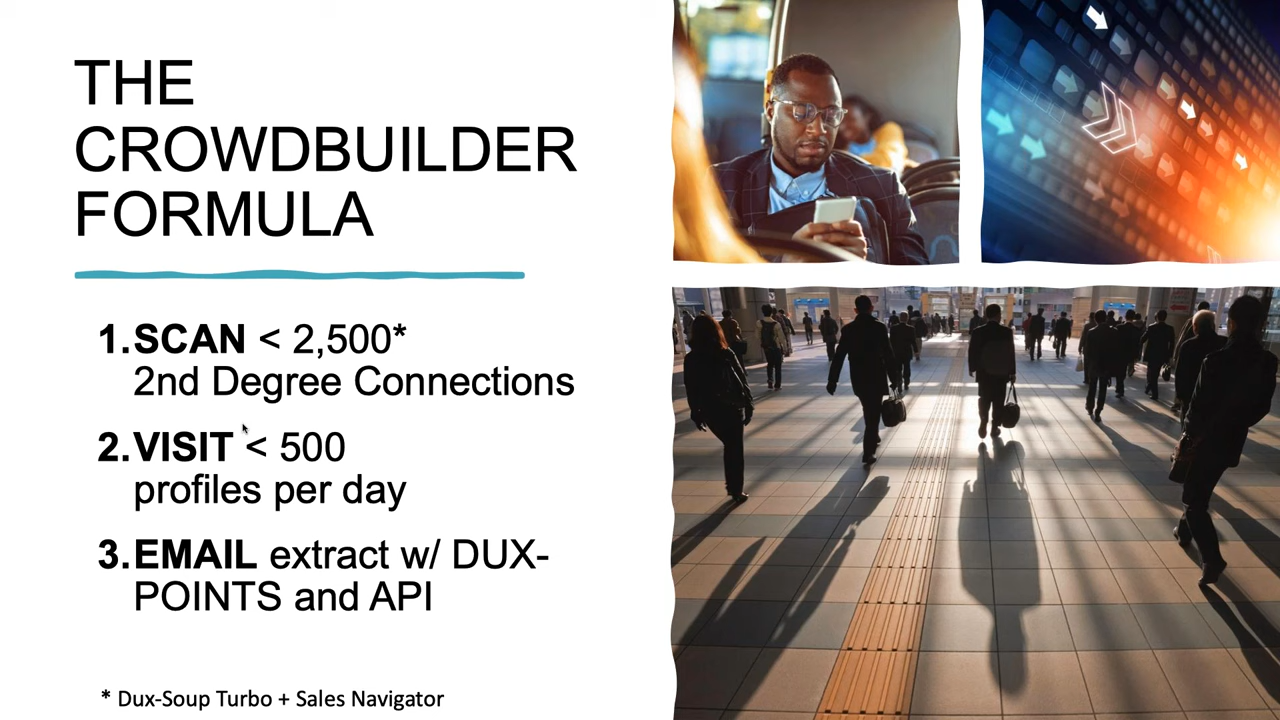 THE
CROWDBUILDER
FORMULA
1.SCAN < 2,500*
2nd Degree Connections
2.VISIT < 500
profiles per day
3.EMAIL extract w/ DUX-
POINTS and API
* Dux-Soup Turbo + Sales Navigator